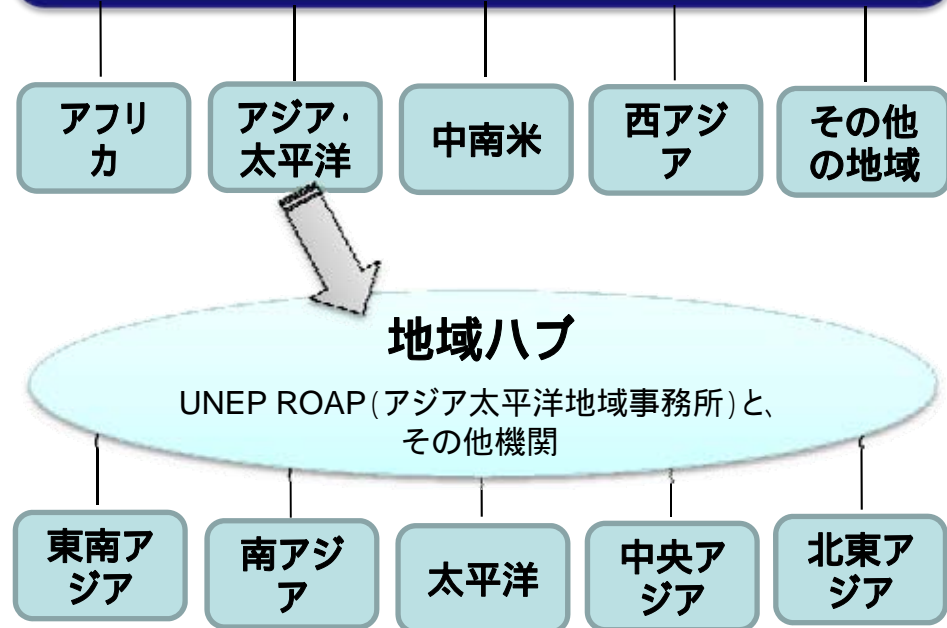 アフリ
カ
アジア・
太平洋
中南米
西アジ
ア
その他
の地域
地域ハブ
UNEP ROAP(アジア太平洋地域事務所)と、
その他機関
東南ア
ジア
南アジ
ア
太平洋
中央ア
ジア
北東ア
ジア